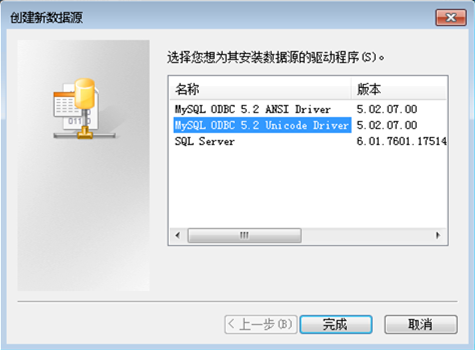 创建新数据源
选择您想为其安装数据源的驱动程序(S)。
名称 版本
MySQL ODBC 5.2 ANSI Driver 5.02.07.00
MySQL ODBC 5.2 Unicode Driver 5.02.07.00
SQL Server 6.01.7601.17514
< 上一步(B) 完成 取消